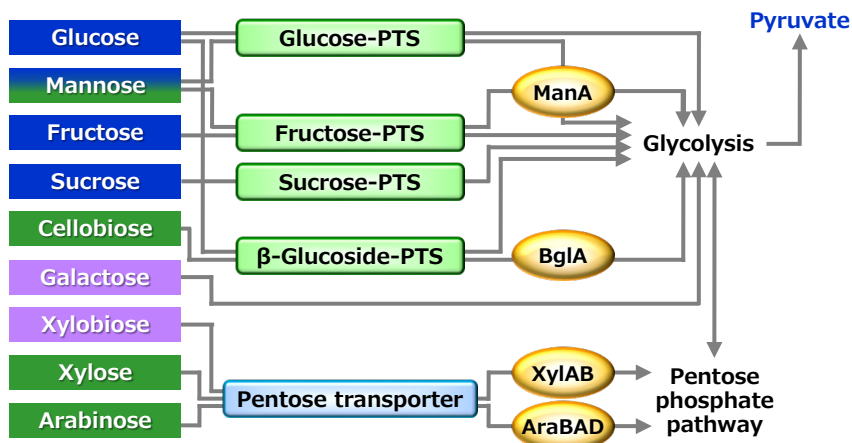 Glucose
Mannose
Fructose
Sucrose
Cellobiose
Galactose
Xylobiose
Xylose
Arabinose
Glucose-PTS
Fructose-PTS
Sucrose-PTS
β-Glucoside-PTS
Pentose transporter
ManA
BglA
XylAB
AraBAD
Pyruvate
Glycolysis
Pentose
phosphate
pathway